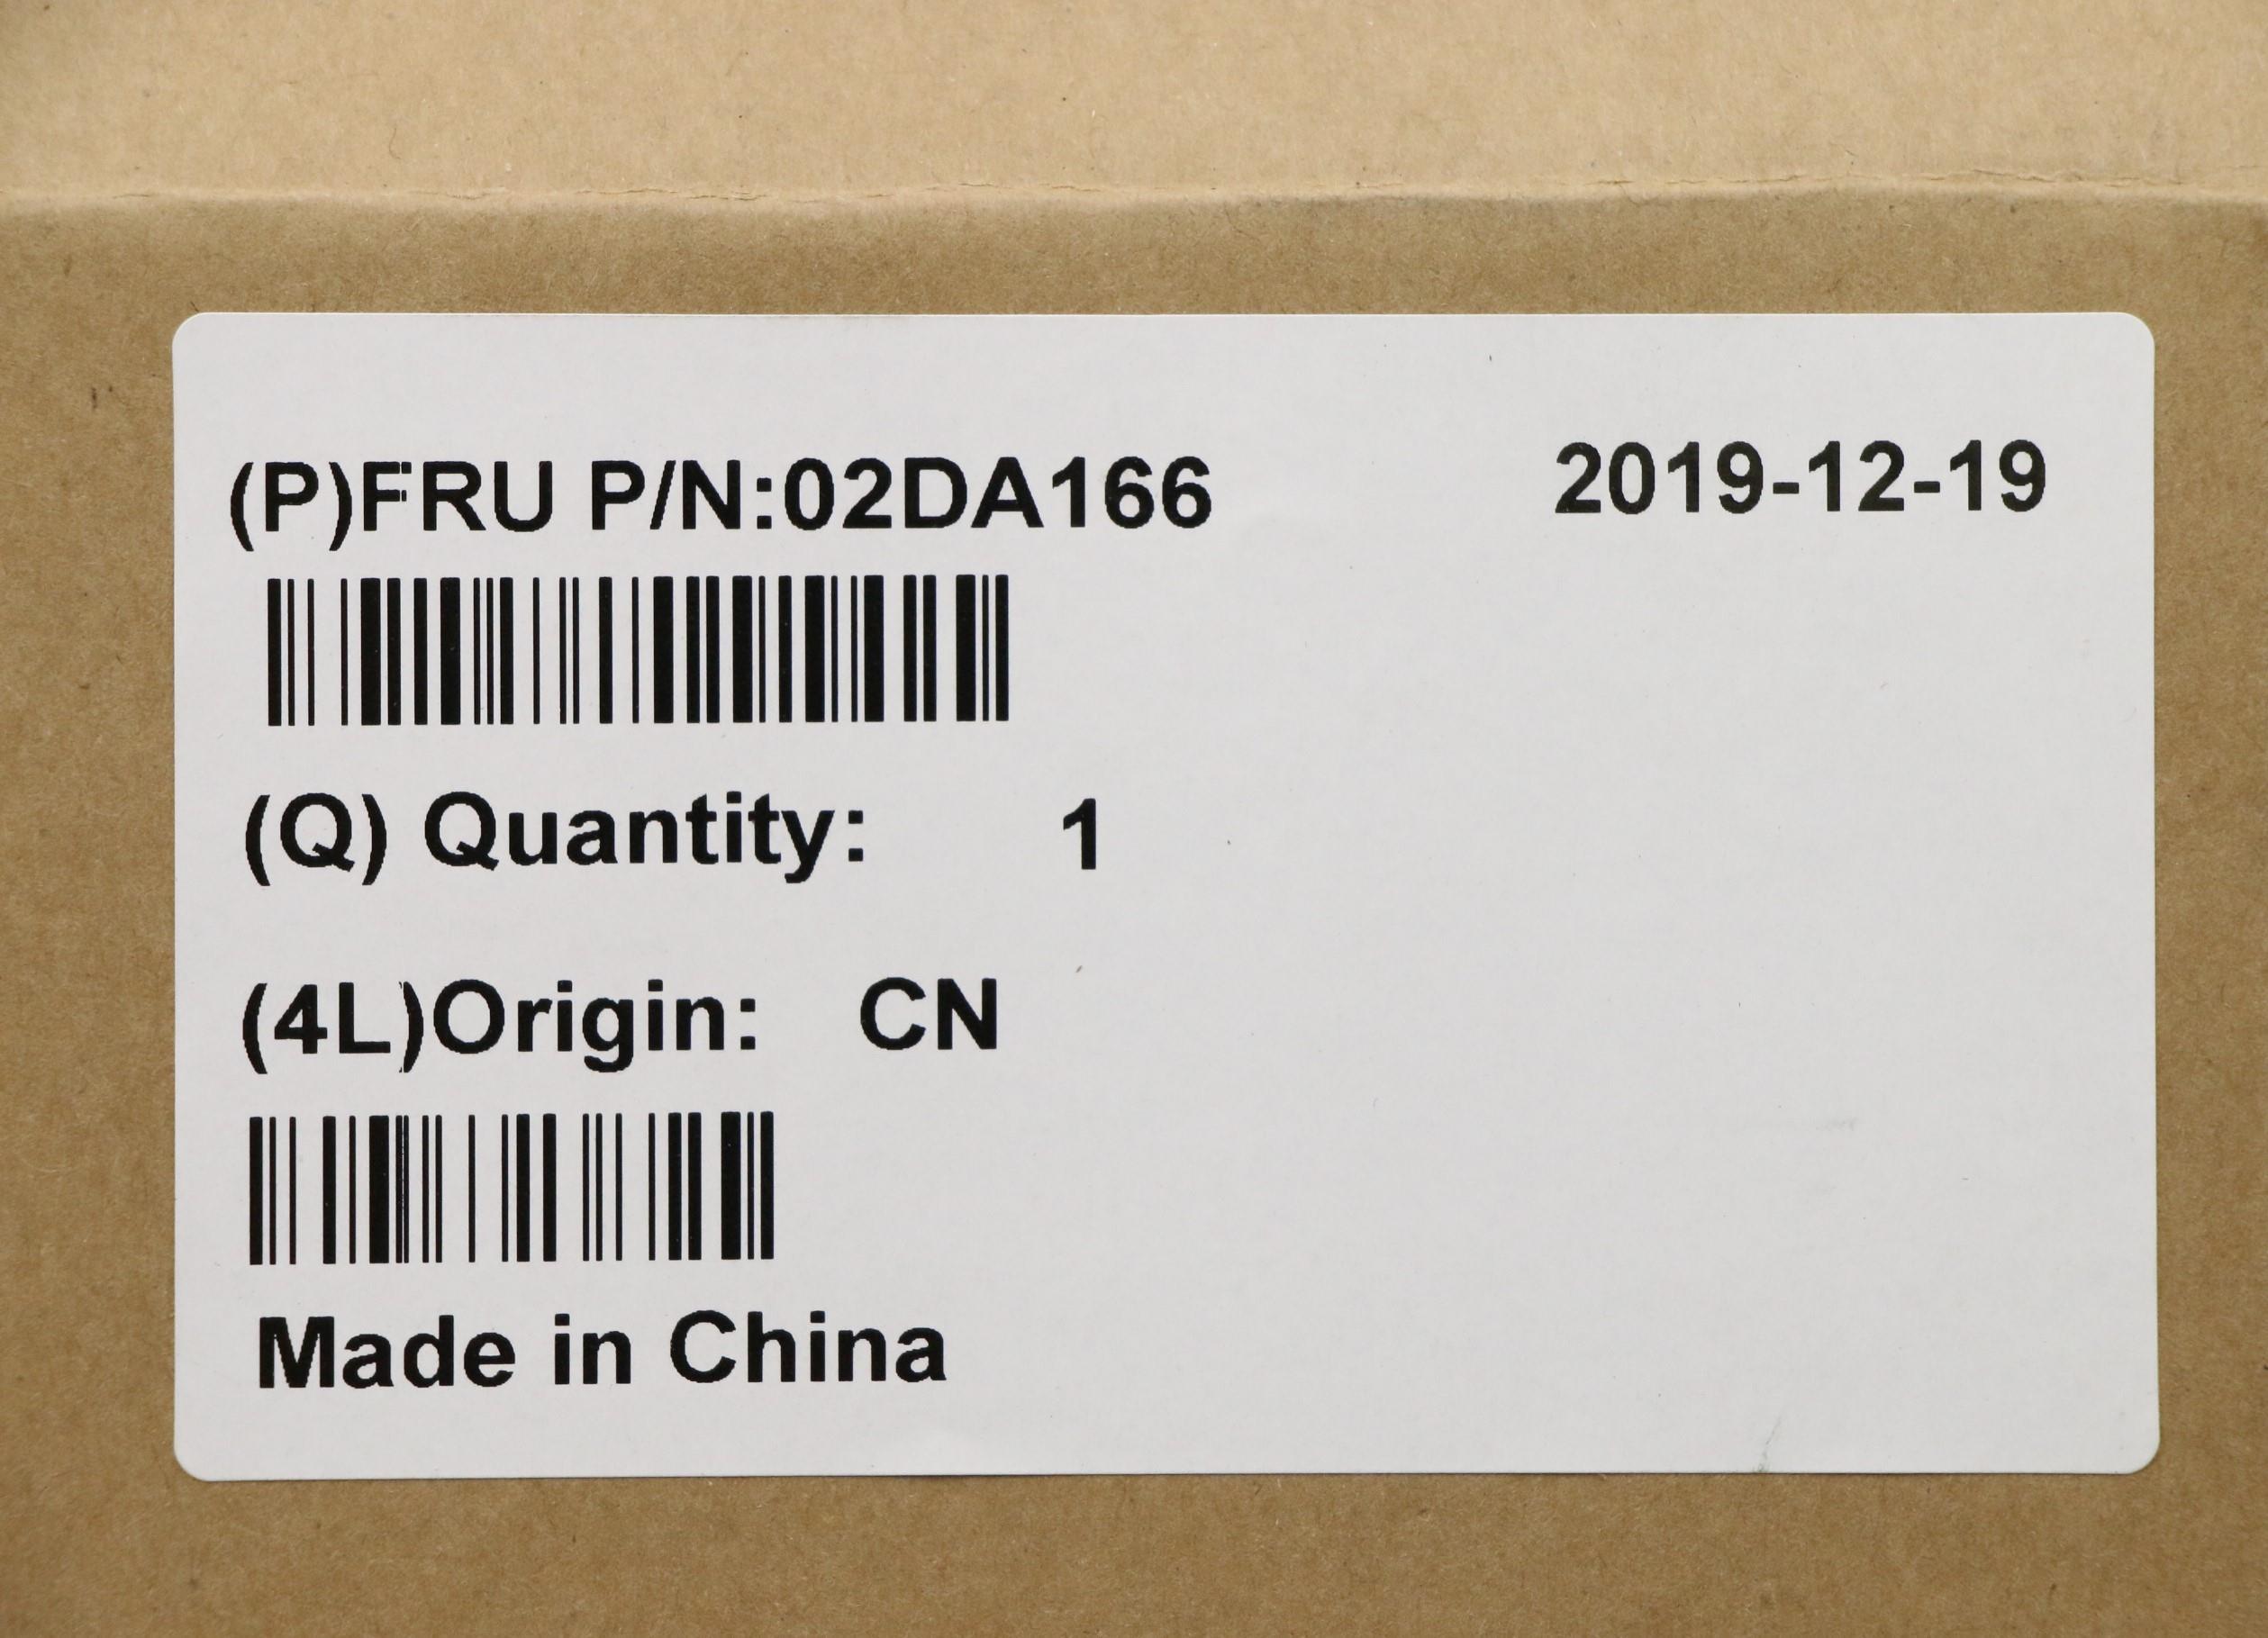 (P)FRU P/N:02DA166 2019-12-19
(Q) Quantity: 1
(4L)Origin: CN
Made in China